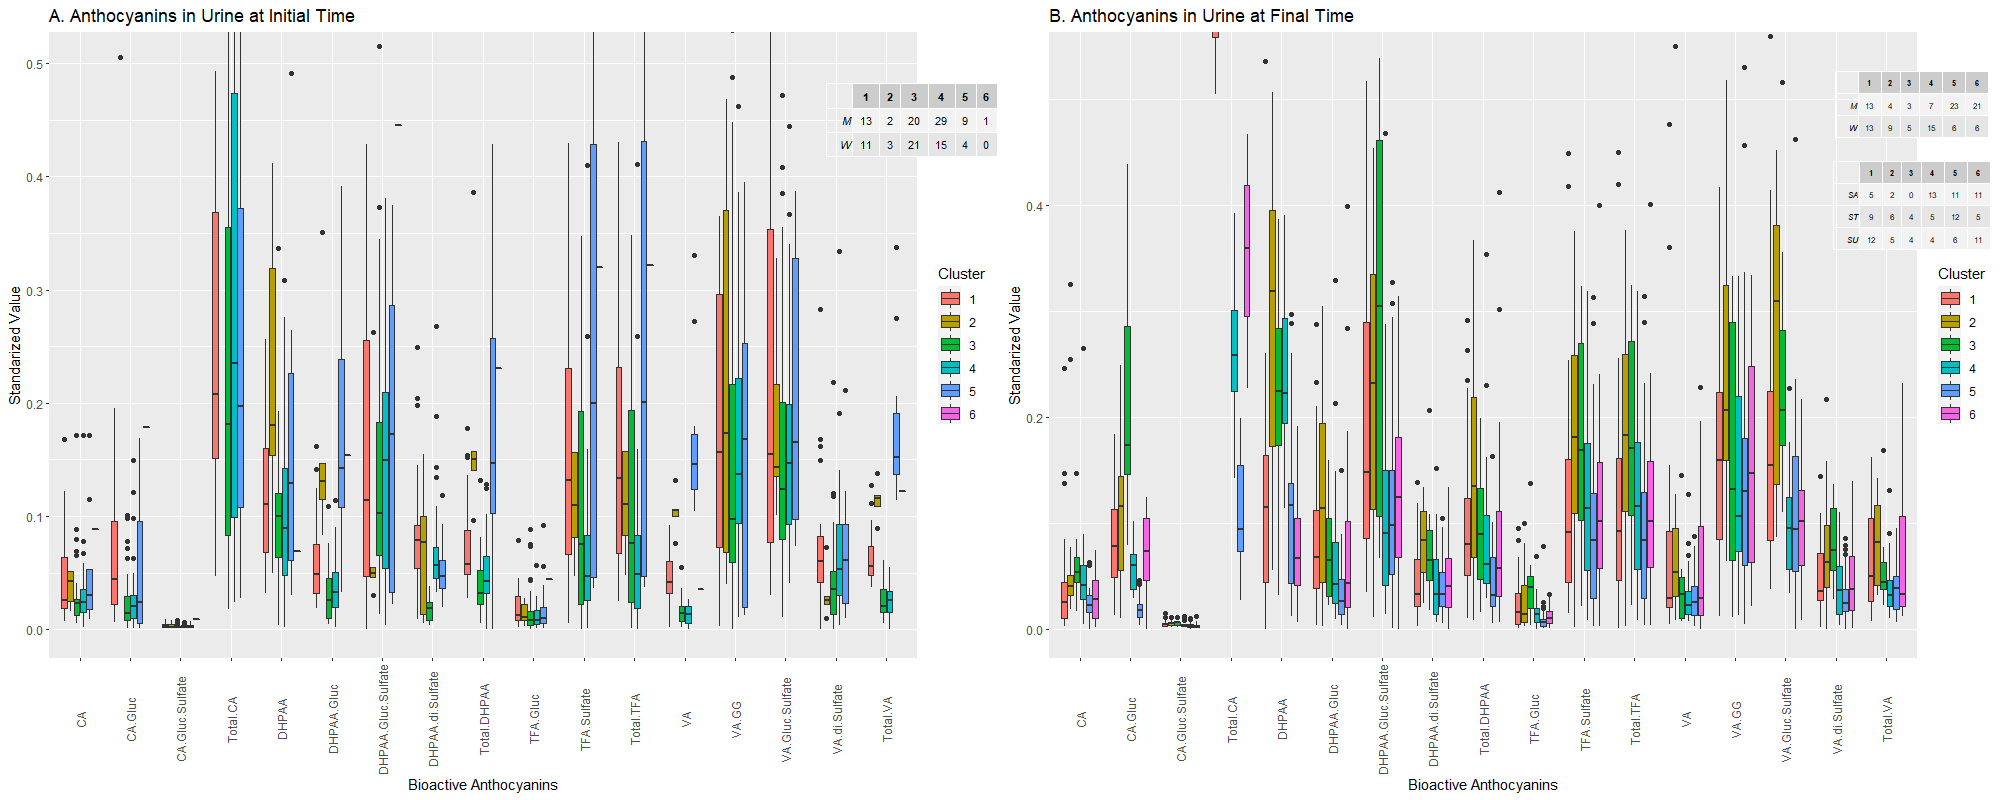 A. Anthocyanins in Urine at Initial Time
Standarized Value
0.5
0.4
0.3
0.2
0.1
0.0
CA
CA.Gluc
CA.Gluc.Sulfate
Total.CA
DHPAA
DHPAA.Gluc
DHPAA.Gluc.Sulfate
DHPAA.di.Sulfate
Total.DHPAA
TFA.Gluc
TFA.Sulfate
Total.TFA
VA
VA.GG
VA.Gluc.Sulfate
VA.di.Sulfate
Total.VA
Bioactive Anthocyanins
1 2 3 4 5 6
M 13 2 20 29 9 1
W 11 3 21 15 4 0
Cluster
1
2
3
4
5
6
B. Anthocyanins in Urine at Final Time
Standarized Value
0.4
0.2
0.0
CA
CA.Gluc
CA.Gluc.Sulfate
Total.CA
DHPAA
DHPAA.Gluc
DHPAA.Gluc.Sulfate
DHPAA.di.Sulfate
Total.DHPAA
TFA.Gluc
TFA.Sulfate
Total.TFA
VA
VA.GG
VA.Gluc.Sulfate
VA.di.Sulfate
Total.VA
Bioactive Anthocyanins
1 2 3 4 5 6
M 13 4 3 7 23 21
W 13 9 5 15 6 6
1 2 3 4 5 6
SA 5 2 0 13 11 11
ST 9 6 4 5 12 5
SU 12 5 4 4 6 11
Cluster
1
2
3
4
5
6